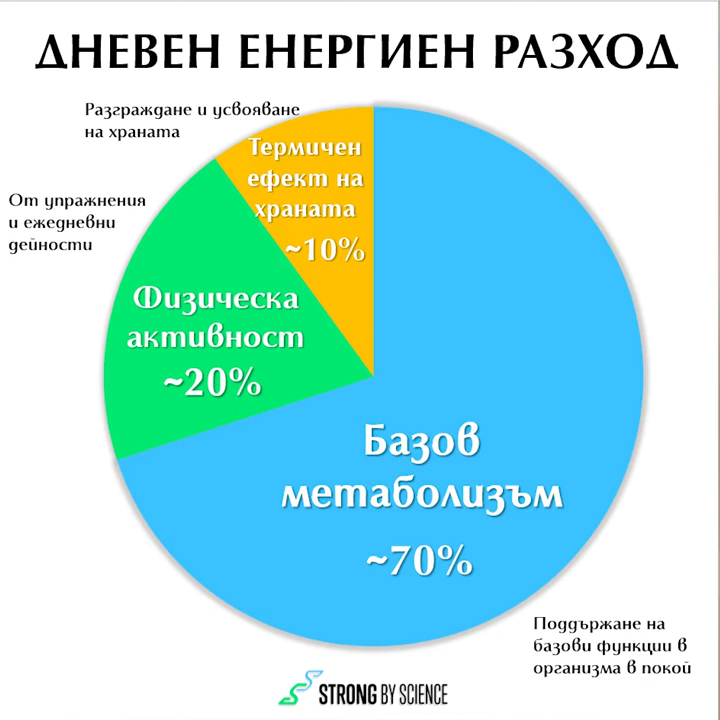 ДНЕВЕН ЕНЕРГИЕН РАЗХОД
Разграждане и усвояване
на храната
Термичен
ефект на
храната
~10%
От упражнения
и ежедневни
дейности
Физическа
активност
~20%
Базов
метаболизъм
~70%
Поддържане на
базови функции в
организма в покой
STRONG BY SCIENCE